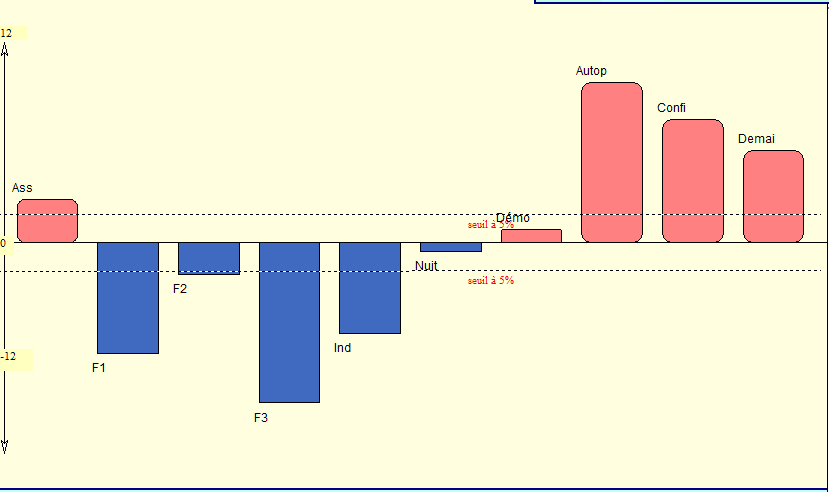 12
Autop
Confi
Demai
Ass
Démo
seuil à 5%
0
Nuit
seuil à 5%
F2
Ind
-12
F1
F3